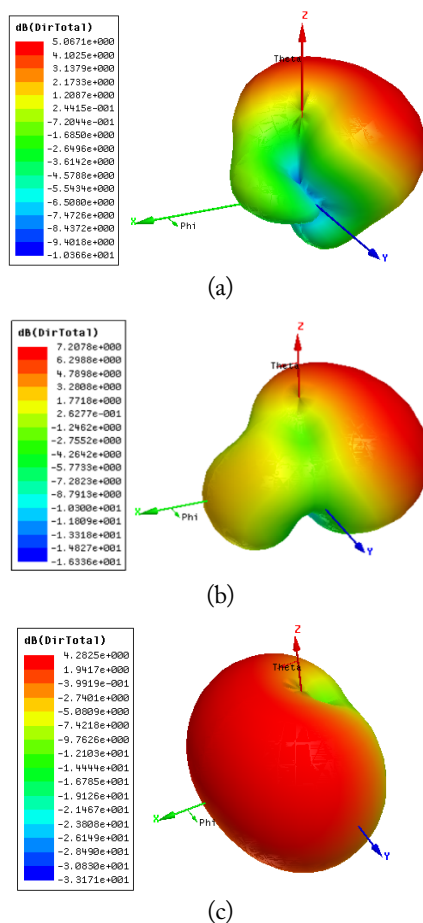 dB(DirTotal)
5.0671e+000
4.1025e+000
3.1379e+000
2.1733e+000
1.2087e+000
2.4415e-001
-7.2044e-001
-1.6850e+000
-2.6496e+000
-3.6142e+000
-4.5788e+000
-5.5434e+000
-6.5080e+000
-7.4726e+000
-8.4372e+000
-9.4018e+000
-1.0366e+001
Z
Theta
X
Phi
Y
(a)
dB(DirTotal)
7.2078e+000
6.2988e+000
4.7898e+000
3.2808e+000
1.7718e+000
2.6277e-001
-1.2462e+000
-2.7552e+000
-4.2642e+000
-5.7733e+000
-7.2823e+000
-8.7913e+000
-1.0300e+001
-1.1809e+001
-1.3318e+001
-1.4827e+001
-1.6336e+001
Z
Theta
X
Phi
Y
(b)
dB(DirTotal)
4.2825e+000
1.9417e+000
-3.9919e-001
-2.7401e+000
-5.0809e+000
-7.4218e+000
-9.7626e+000
-1.2103e+001
-1.4444e+001
-1.6785e+001
-1.9126e+001
-2.1467e+001
-2.3808e+001
-2.6149e+001
-2.8490e+001
-3.0830e+001
-3.3171e+001
Z
Theta
X
Phi
Y
(c)